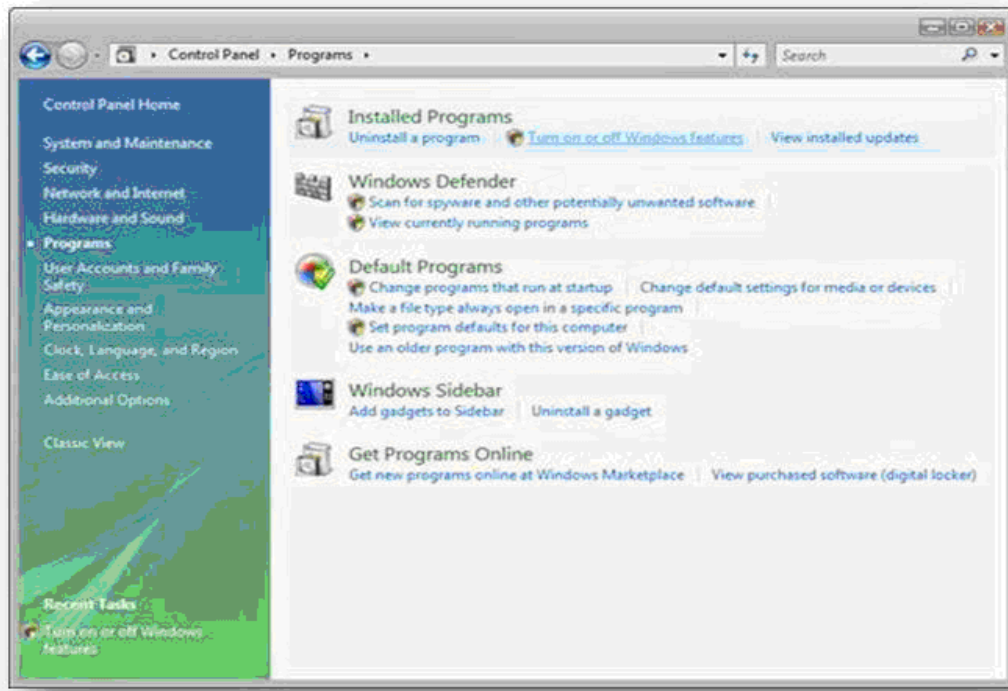 Control Panel Programs
Search
Control Panel Home
System and Maintenance
Security
Network and Internet
Hardware and Sound
Programs
User Accounts and Family
Safety
Appearance and
Personalization
Clock, Language, and Region
Ease of Access
Additional Options
Classic View
Recent Tasks
Turn on or off Windows
features
Installed Programs
Uninstall a program Turn on or off Windows features View installed updates
Windows Defender
Scan for spyware and other potentially unwanted software
View currently running programs
Default Programs
Change programs that run at startup Change default settings for media or devices
Make a file type always open in a specific program
Set program defaults for this computer
Use an older program with this version of Windows
Windows Sidebar
Add gadgets to Sidebar Uninstall a gadget
Get Programs Online
Get new programs online at Windows Marketplace View purchased software (digital locker)